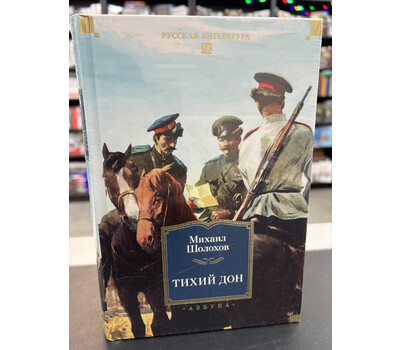 РУССКАЯ ЛИТЕРАТУРА
Михаил
Шолохов
ТИХИЙ ДОН
·АЗБУКА·